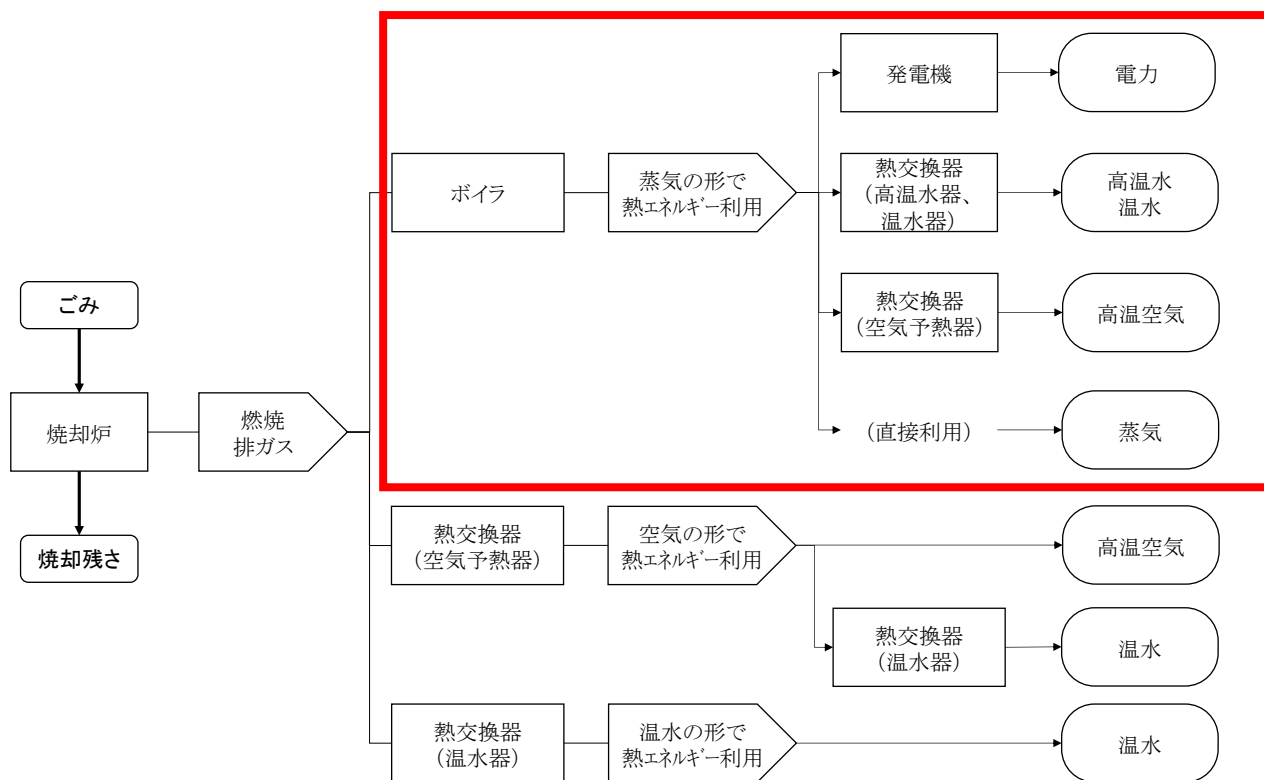 発電機
電力
ボイラ
蒸気の形で
熱エネルギー利用
熱交換器
(高温水器、
温水器)
高温水
温水
ごみ
熱交換器
(空気予熱器)
高温空気
焼却炉
燃焼
排ガス
(直接利用)
蒸気
焼却残さ
熱交換器
(空気予熱器)
空気の形で
熱エネルギー利用
高温空気
熱交換器
(温水器)
温水
熱交換器
(温水器)
温水の形で
熱エネルギー利用
温水